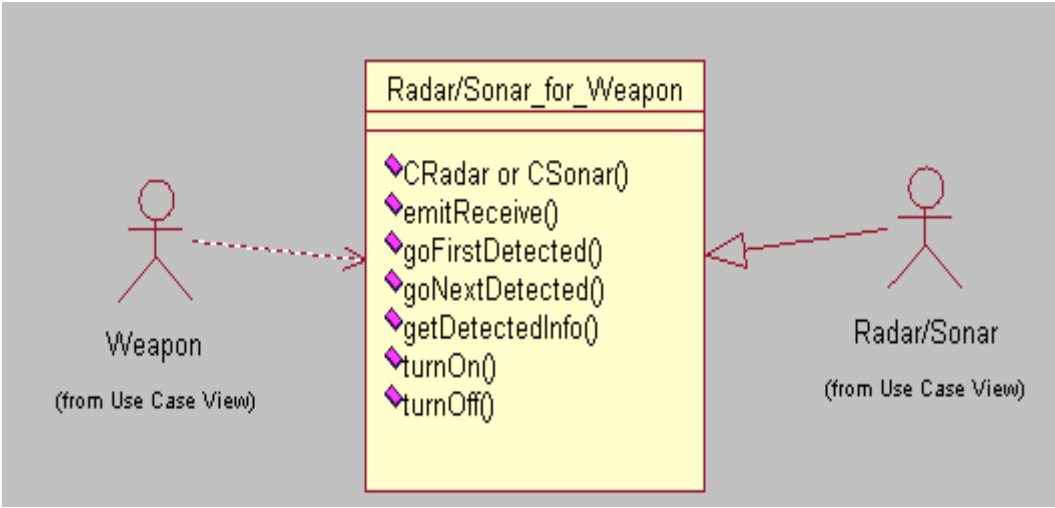 Radar/Sonar_for_Weapon
CRadar or CSonar()
emitReceive()
goFirstDetected()
goNextDetected()
getDetectedInfo()
turnOn()
turnOff()
Weapon
(from Use Case View)
Radar/Sonar
(from Use Case View)